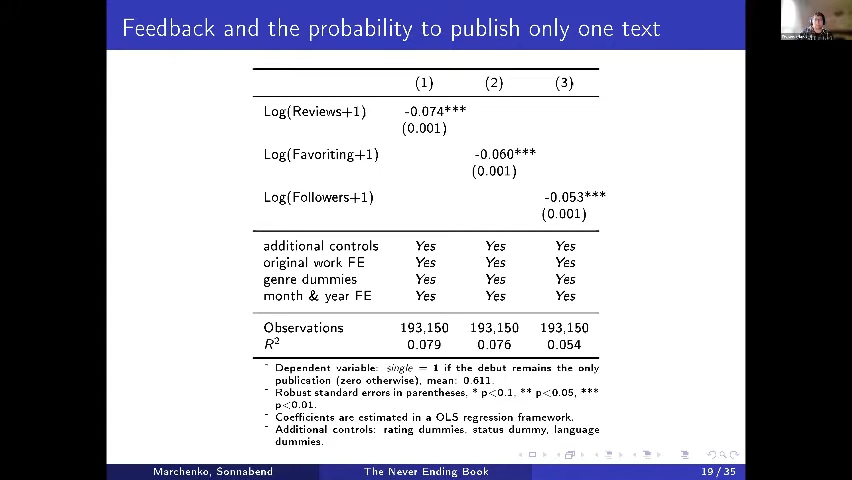 Feedback and the probability to publish only one text
(1) (2) (3)
Log(Reviews+1) -0.074***
(0.001)
Log(Favoriting+1) -0.060***
(0.001)
Log(Followers+1) -0.053***
(0.001)
additional controls Yes Yes Yes
original work FE Yes Yes Yes
genre dummies Yes Yes Yes
month & year FE Yes Yes Yes
Observations 193,150 193,150 193,150
R² 0.079 0.076 0.054
Dependent variable: single = 1 if the debut remains the only
publication (zero otherwise), mean: 0.611.
Robust standard errors in parentheses, * p<0.1, ** p<0.05, ***
p<0.01.
Coefficients are estimated in a OLS regression framework.
Additional controls: rating dummies, status dummy, language
dummies.
Marchenko, Sonnabend The Never Ending Book 19 / 35